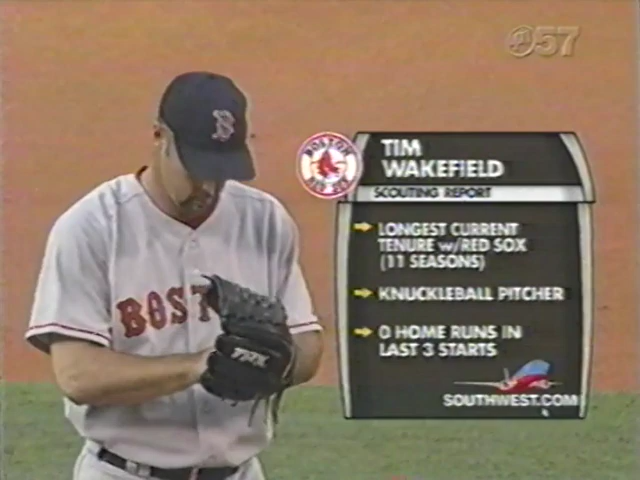 57
TIM
WAKEFIELD
BOSTON
RED SOX
SCOUTING REPORT
LONGEST CURRENT
TENURE w/RED SOX
(11 SEASONS)
KNUCKLEBALL PITCHER
0 HOME RUNS IN
LAST 3 STARTS
SOUTHWEST.COM
B
BOS